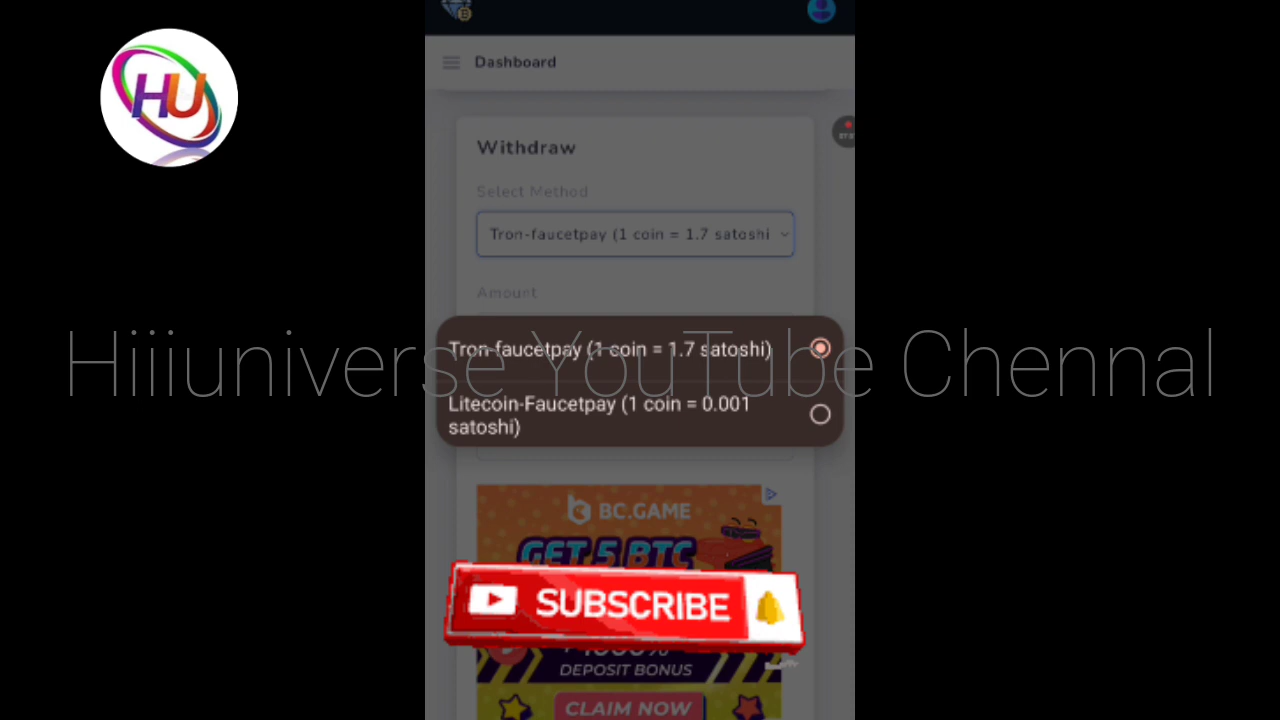 HU
Dashboard
Withdraw
Select Method
Tron-faucetpay (1 coin = 1.7 satoshi
Amount
Tron-faucetpay (1 coin = 1.7 satoshi)
Hiiiuniverse YouTube Chennal
Litecoin-Faucetpay (1 coin = 0.001
satoshi)
BC.GAME
GET 5 BTC
SUBSCRIBE
DEPOSIT BONUS
CLAIM NOW